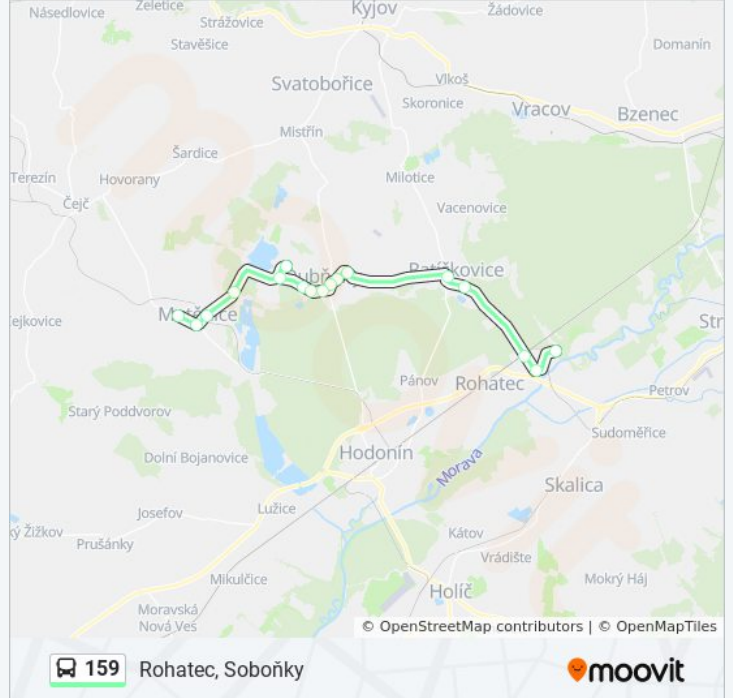 Násedlovice
Želetice
Strážovice
Stavěšice
Kyjov
Žádovice
Domanín
Svatobořice
Vlkoš
Skoronice
Vracov
Bzenec
Mistřín
Šardice
Terezín
Hovorany
Milotice
Čejč
Vacenovice
Ratíškovice
ejkovice
Str
Pánov
Rohatec
Petrov
Starý Poddvorov
Sudoměřice
Dolní Bojanovice
Hodonín
Morava
Skalica
Josefov
Lužice
ký Žižkov
Prušánky
Kátov
Vrádište
Mikulčice
Holíč
Mokrý Háj
Moravská
Nová Ves
© OpenStreetMap contributors | © OpenMapTiles
159 Rohatec, Soboňky
moovit